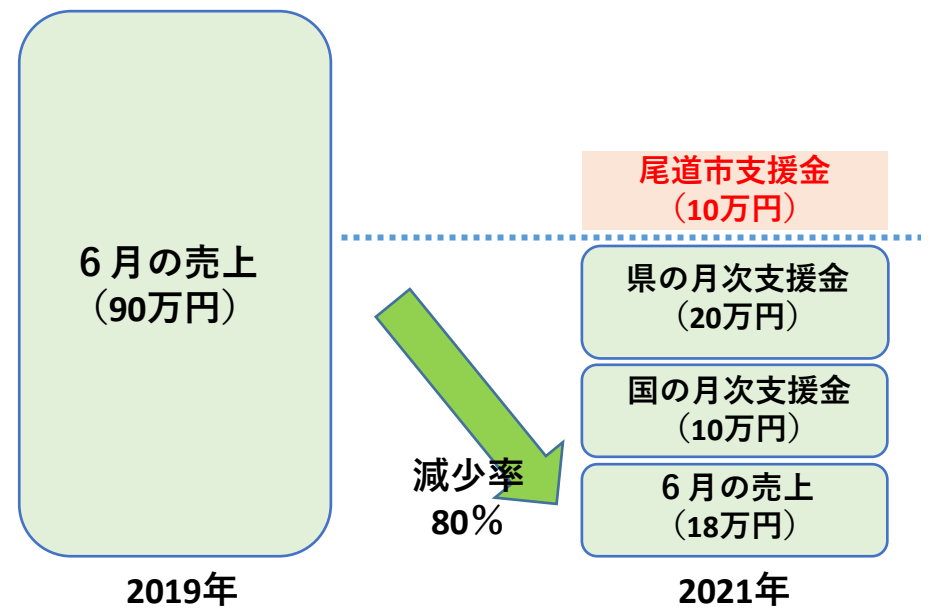 ６月の売上
（90万円）
2019年
減少率
80％
尾道市支援金
（10万円）
県の月次支援金
（20万円）
国の月次支援金
（10万円）
６月の売上
（18万円）
2021年